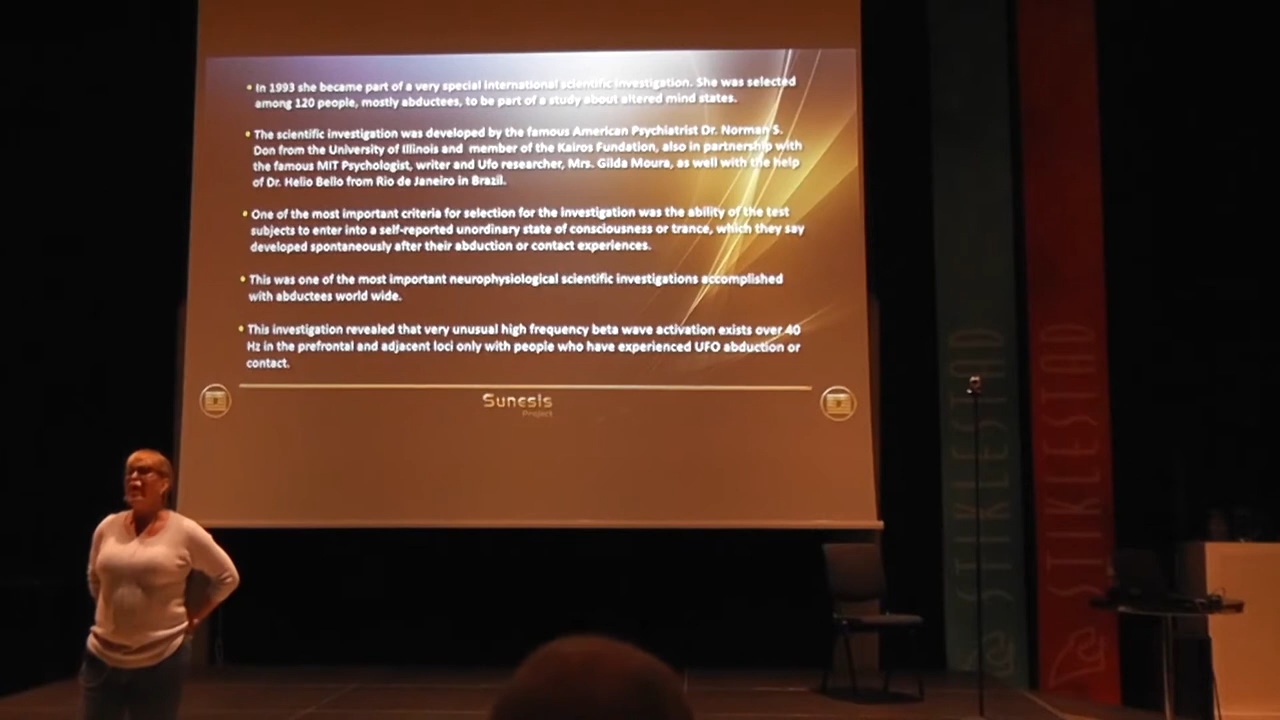 • In 1993 she became part of a very special international scientific investigation. She was selected
among 120 people, mostly abductees, to be part of a study about altered mind states.
• The scientific investigation was developed by the famous American Psychiatrist Dr. Norman S.
Don from the University of Illinois and member of the Kairos Fundation, also in partnership with
the famous MIT Psychologist, writer and Ufo researcher, Mrs. Gilda Moura, as well with the help
of Dr. Helio Bello from Rio de Janeiro in Brazil.
• One of the most important criteria for selection for the investigation was the ability of the test
subjects to enter into a self-reported unordinary state of consciousness or trance, which they say
developed spontaneously after their abduction or contact experiences.
• This was one of the most important neurophysiological scientific investigations accomplished
with abductees world wide.
• This investigation revealed that very unusual high frequency beta wave activation exists over 40
Hz in the prefrontal and adjacent loci only with people who have experienced UFO abduction or
contact.
Sunesis
Project
STIKLESTAD
STIKLESTAD